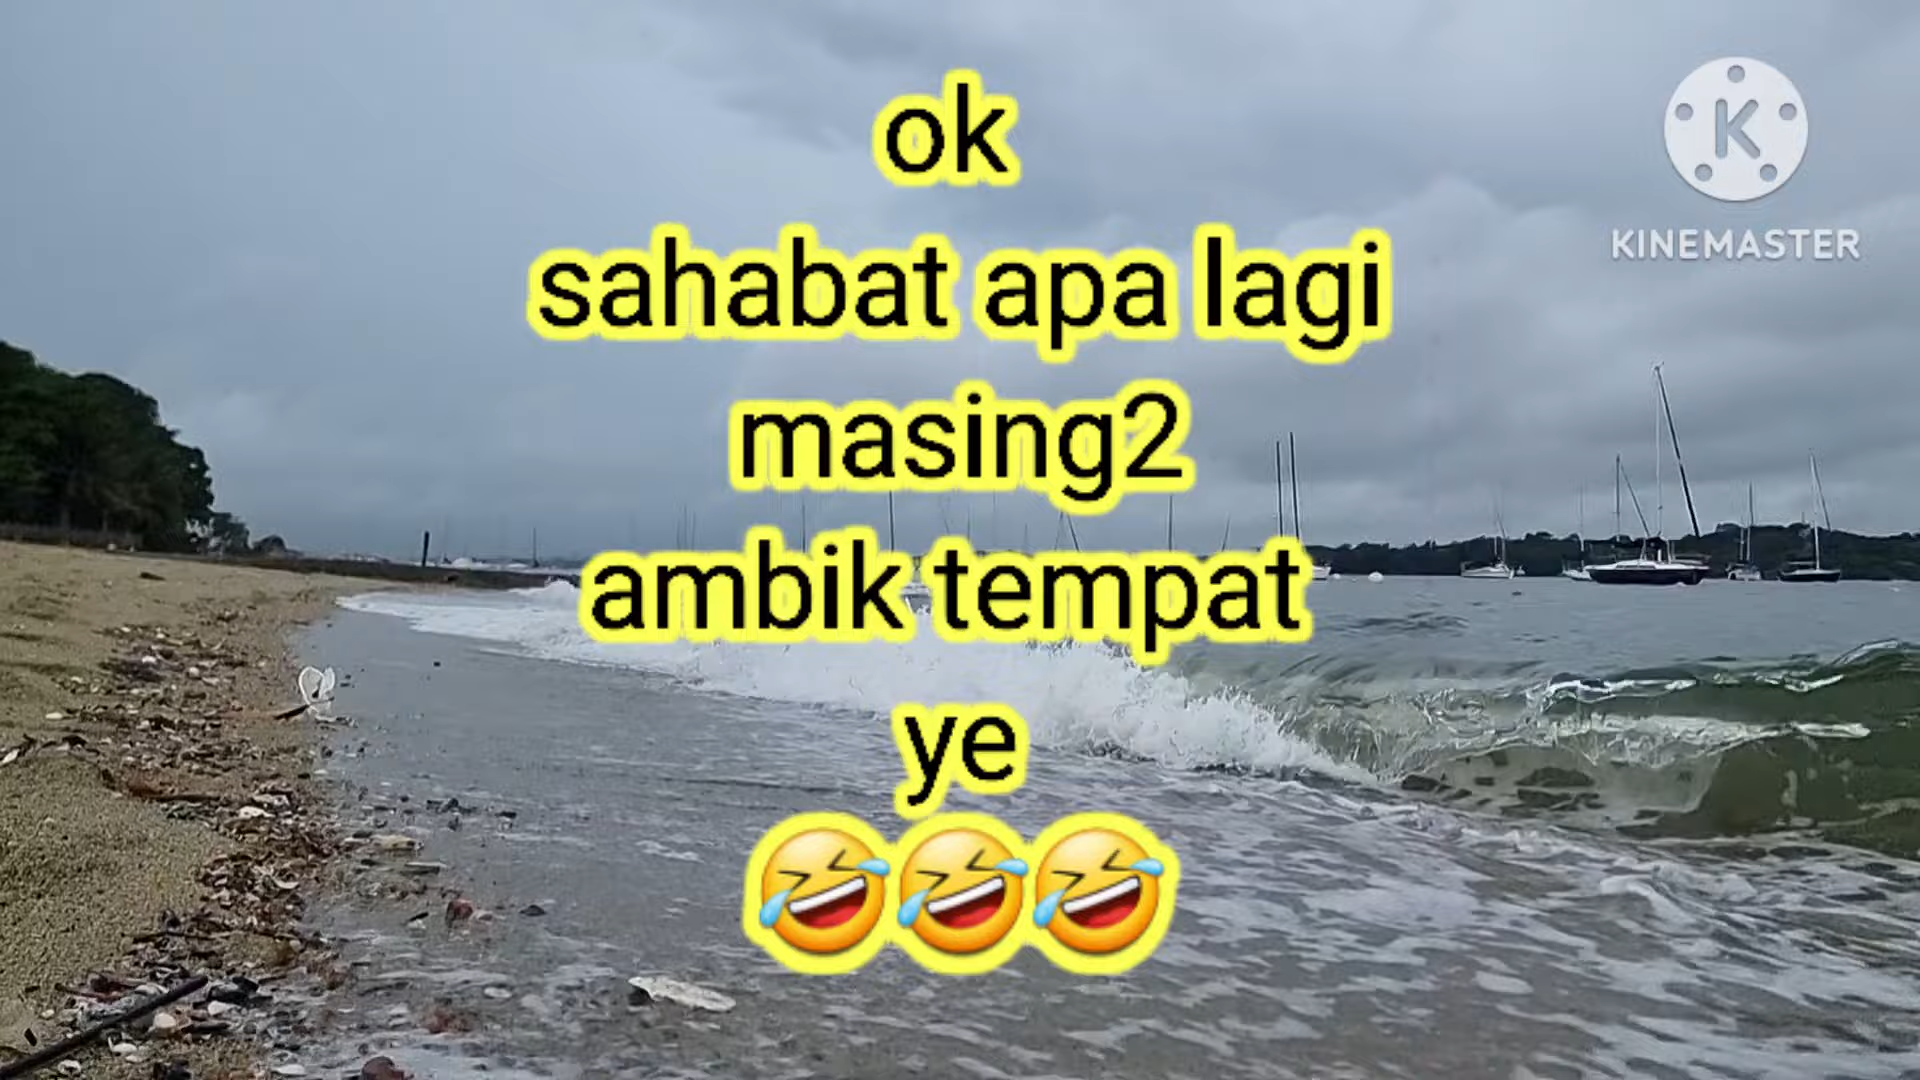 ok
sahabat apa lagi
masing2
ambik tempat
ye
🤣🤣🤣
K
KINEMASTER